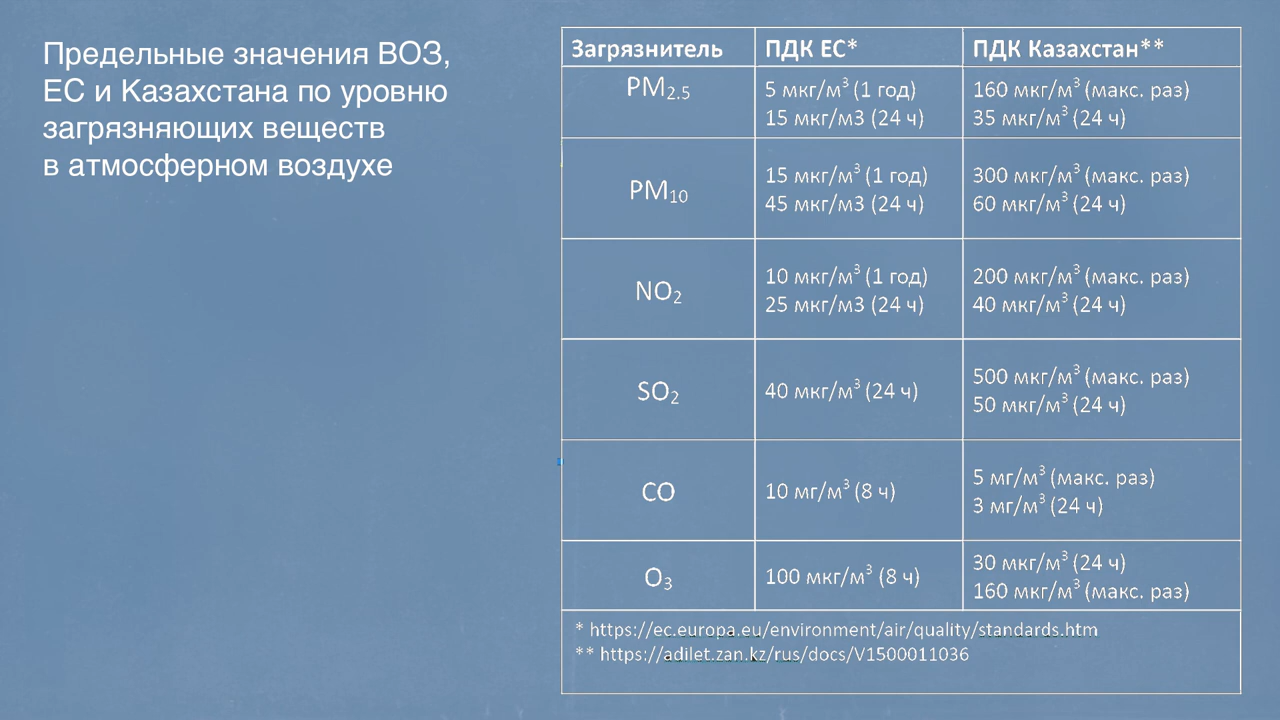 Предельные значения ВОЗ,
ЕС и Казахстана по уровню
загрязняющих веществ
в атмосферном воздухе
Загрязнитель ПДК ЕС* ПДК Казахстан**
PM₂.₅
5 мкг/м³ (1 год)
15 мкг/м3 (24 ч)
160 мкг/м³ (макс. раз)
35 мкг/м³ (24 ч)
PM₁₀
15 мкг/м³ (1 год)
45 мкг/м3 (24 ч)
300 мкг/м³ (макс. раз)
60 мкг/м³ (24 ч)
NO₂
10 мкг/м³ (1 год)
25 мкг/м3 (24 ч)
200 мкг/м³ (макс. раз)
40 мкг/м³ (24 ч)
SO₂
40 мкг/м³ (24 ч)
500 мкг/м³ (макс. раз)
50 мкг/м³ (24 ч)
CO
10 мг/м³ (8 ч)
5 мг/м³ (макс. раз)
3 мг/м³ (24 ч)
O₃
100 мкг/м³ (8 ч)
30 мкг/м³ (24 ч)
160 мкг/м³ (макс. раз)
* https://ec.europa.eu/environment/air/quality/standards.htm
** https://adilet.zan.kz/rus/docs/V1500011036